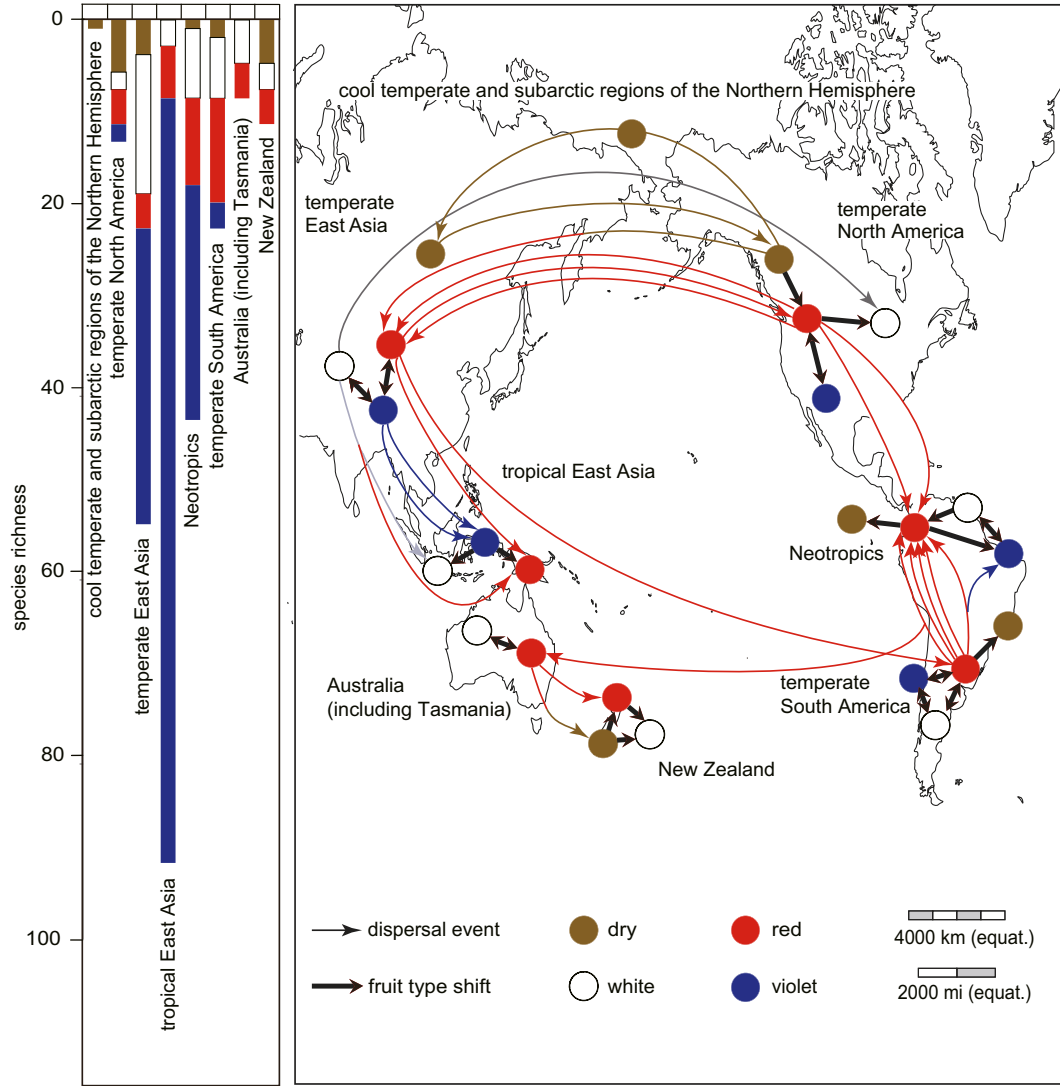 0
20
40
60
80
100
species richness
cool temperate and subarctic regions of the Northern Hemisphere
temperate North America
temperate East Asia
tropical East Asia
Neotropics
temperate South America
Australia (including Tasmania)
New Zealand
cool temperate and subarctic regions of the Northern Hemisphere
temperate
East Asia
temperate
North America
tropical East Asia
Neotropics
Australia
(including Tasmania)
temperate
South America
New Zealand
dispersal event
dry
red
4000 km (equat.)
fruit type shift
white
violet
2000 mi (equat.)